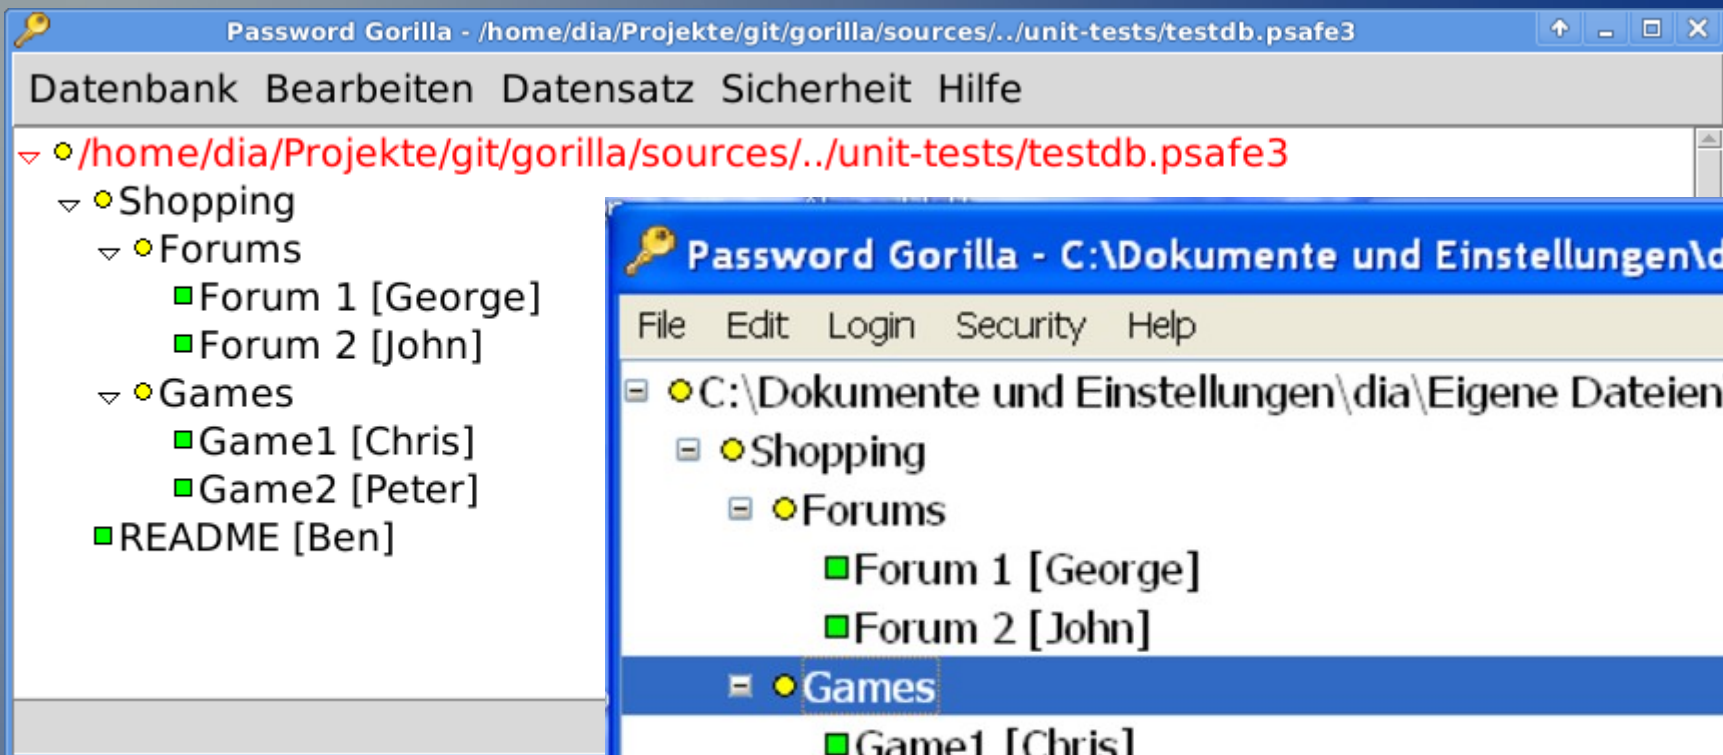 Password Gorilla - /home/dia/Projekte/git/gorilla/sources/../unit-tests/testdb.psafe3
Datenbank Bearbeiten Datensatz Sicherheit Hilfe
/home/dia/Projekte/git/gorilla/sources/../unit-tests/testdb.psafe3
Shopping
Forums
Forum 1 [George]
Forum 2 [John]
Games
Game1 [Chris]
Game2 [Peter]
README [Ben]
Password Gorilla - C:\Dokumente und Einstellungen\d
File Edit Login Security Help
C:\Dokumente und Einstellungen\dia\Eigene Dateien
Shopping
Forums
Forum 1 [George]
Forum 2 [John]
Games
Game1 [Chris]